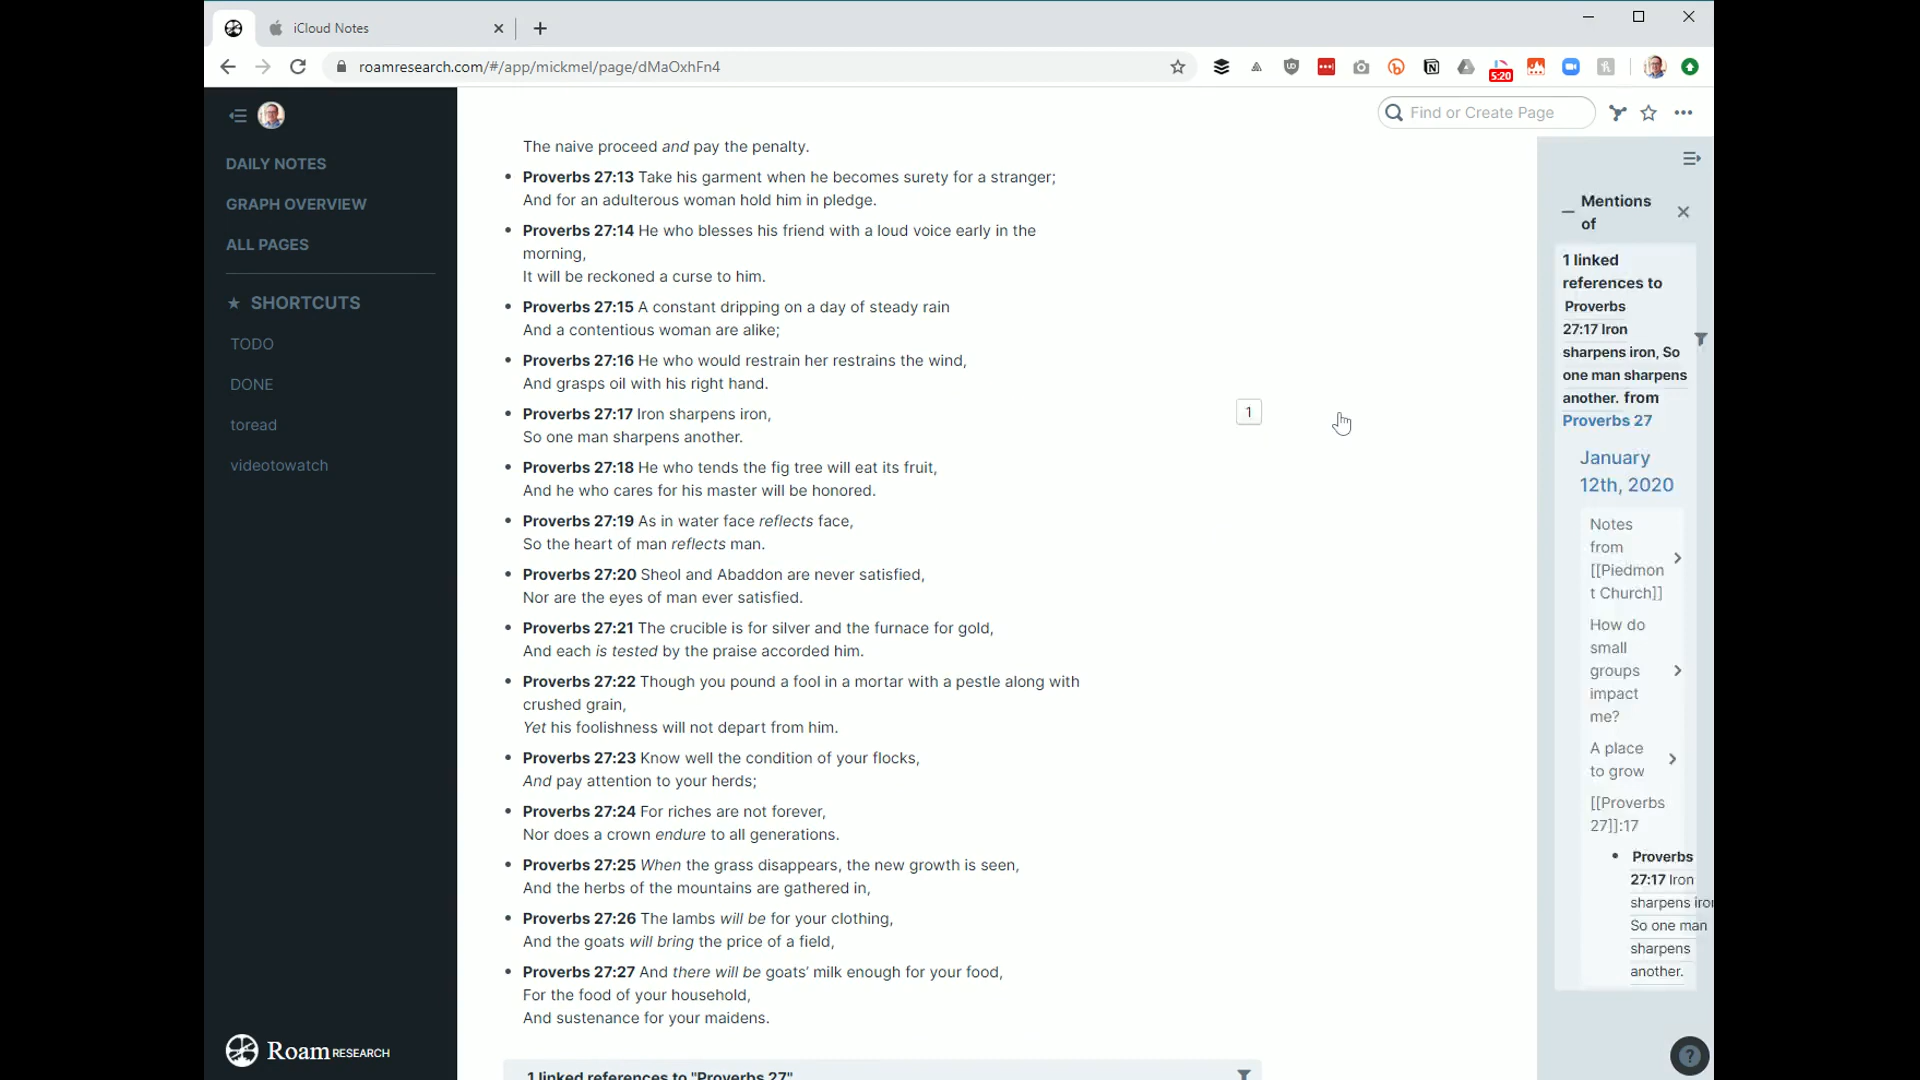 iCloud Notes
roamresearch.com/#/app/mickmel/page/dMaOxhFn4
5:20
Find or Create Page
DAILY NOTES
GRAPH OVERVIEW
ALL PAGES
★ SHORTCUTS
TODO
DONE
toread
videotowatch
Roam RESEARCH
The naive proceed and pay the penalty.
• Proverbs 27:13 Take his garment when he becomes surety for a stranger;
And for an adulterous woman hold him in pledge.
• Proverbs 27:14 He who blesses his friend with a loud voice early in the
morning,
It will be reckoned a curse to him.
• Proverbs 27:15 A constant dripping on a day of steady rain
And a contentious woman are alike;
• Proverbs 27:16 He who would restrain her restrains the wind,
And grasps oil with his right hand.
• Proverbs 27:17 Iron sharpens iron,
So one man sharpens another.
1
• Proverbs 27:18 He who tends the fig tree will eat its fruit,
And he who cares for his master will be honored.
• Proverbs 27:19 As in water face reflects face,
So the heart of man reflects man.
• Proverbs 27:20 Sheol and Abaddon are never satisfied,
Nor are the eyes of man ever satisfied.
• Proverbs 27:21 The crucible is for silver and the furnace for gold,
And each is tested by the praise accorded him.
• Proverbs 27:22 Though you pound a fool in a mortar with a pestle along with
crushed grain,
Yet his foolishness will not depart from him.
• Proverbs 27:23 Know well the condition of your flocks,
And pay attention to your herds;
• Proverbs 27:24 For riches are not forever,
Nor does a crown endure to all generations.
• Proverbs 27:25 When the grass disappears, the new growth is seen,
And the herbs of the mountains are gathered in,
• Proverbs 27:26 The lambs will be for your clothing,
And the goats will bring the price of a field,
• Proverbs 27:27 And there will be goats’ milk enough for your food,
For the food of your household,
And sustenance for your maidens.
1 linked references to "Proverbs 27"
Mentions
of
1 linked
references to
Proverbs
27:17 Iron
sharpens iron, So
one man sharpens
another. from
Proverbs 27
January
12th, 2020
Notes
from
[[Piedmon
t Church]]
How do
small
groups
impact
me?
A place
to grow
[[Proverbs
27]]:17
• Proverbs
27:17 Iron
sharpens iron
So one man
sharpens
another.
?